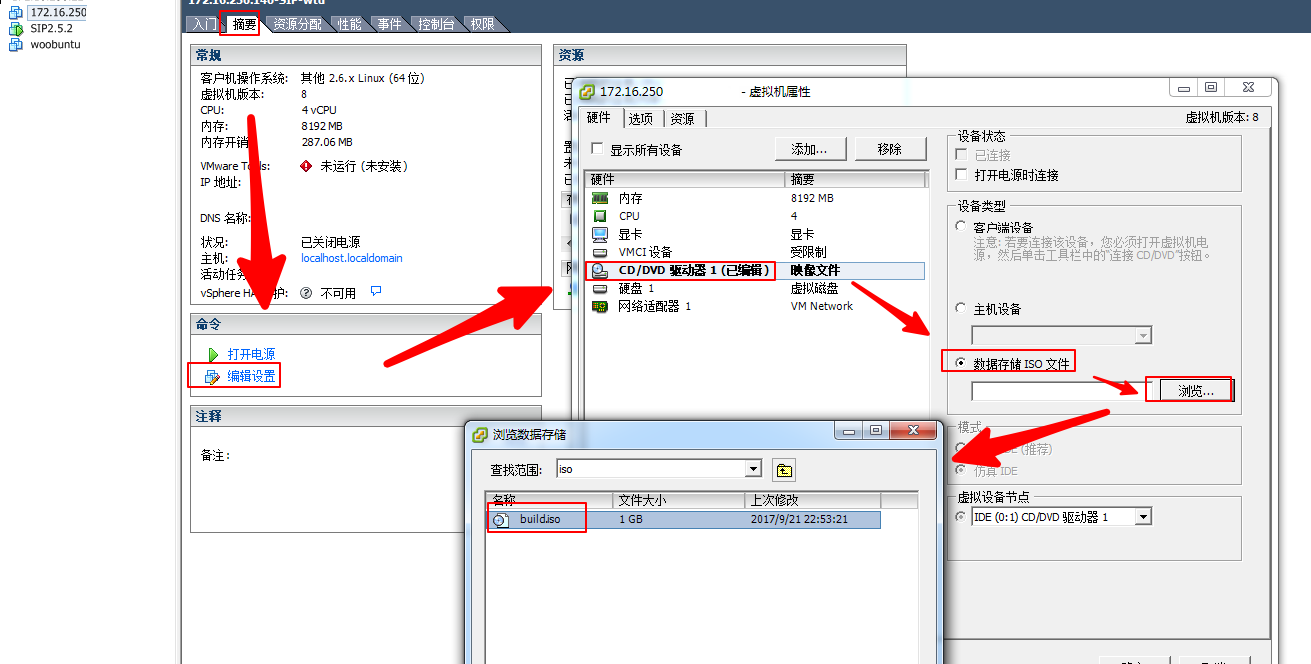 172.16.250
SIP2.5.2
woobuntu
172.16.250.140-SIP-wtd
入门 摘要 资源分配 性能 事件 控制台 权限
常规
客户机操作系统: 其他 2.6.x Linux (64 位)
虚拟机版本: 8
CPU: 4 vCPU
内存: 8192 MB
内存开销 287.06 MB
VMware Tools: 未运行 (未安装)
IP 地址:
DNS 名称:
状况: 已关闭电源
主机: localhost.localdomain
活动任务
vSphere HA 护: 不可用
命令
打开电源
编辑设置
注释
备注:
资源
172.16.250 - 虚拟机属性
硬件 选项 资源
虚拟机版本: 8
显示所有设备
添加...
移除
硬件 摘要
内存 8192 MB
CPU 4
显卡 显卡
VMCI 设备 受限制
CD/DVD 驱动器 1 (已编辑) 映像文件
硬盘 1 虚拟磁盘
网络适配器 1 VM Network
设备状态
已连接
打开电源时连接
设备类型
客户端设备
注意: 若要连接该设备，您必须打开虚拟机电
源，然后单击工具栏中的"连接 CD/DVD"按钮。
主机设备
数据存储 ISO 文件
浏览...
模式
(推荐)
仿真 IDE
虚拟设备节点
IDE (0:1) CD/DVD 驱动器 1
浏览数据存储
查找范围: iso
名称 文件大小 上次修改
build.iso 1 GB 2017/9/21 22:53:21